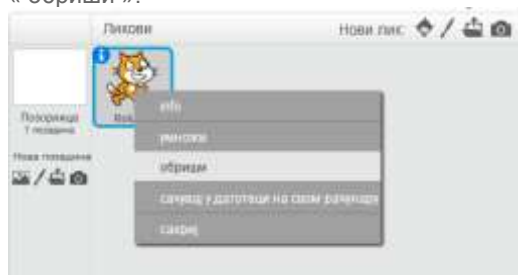 « обриши »?
Ликови
Нови лик:
Позорница
1 позадина
Нова позадина
info
умножи
обриши
сачувај у датотеци на свом рачунару
сакриј